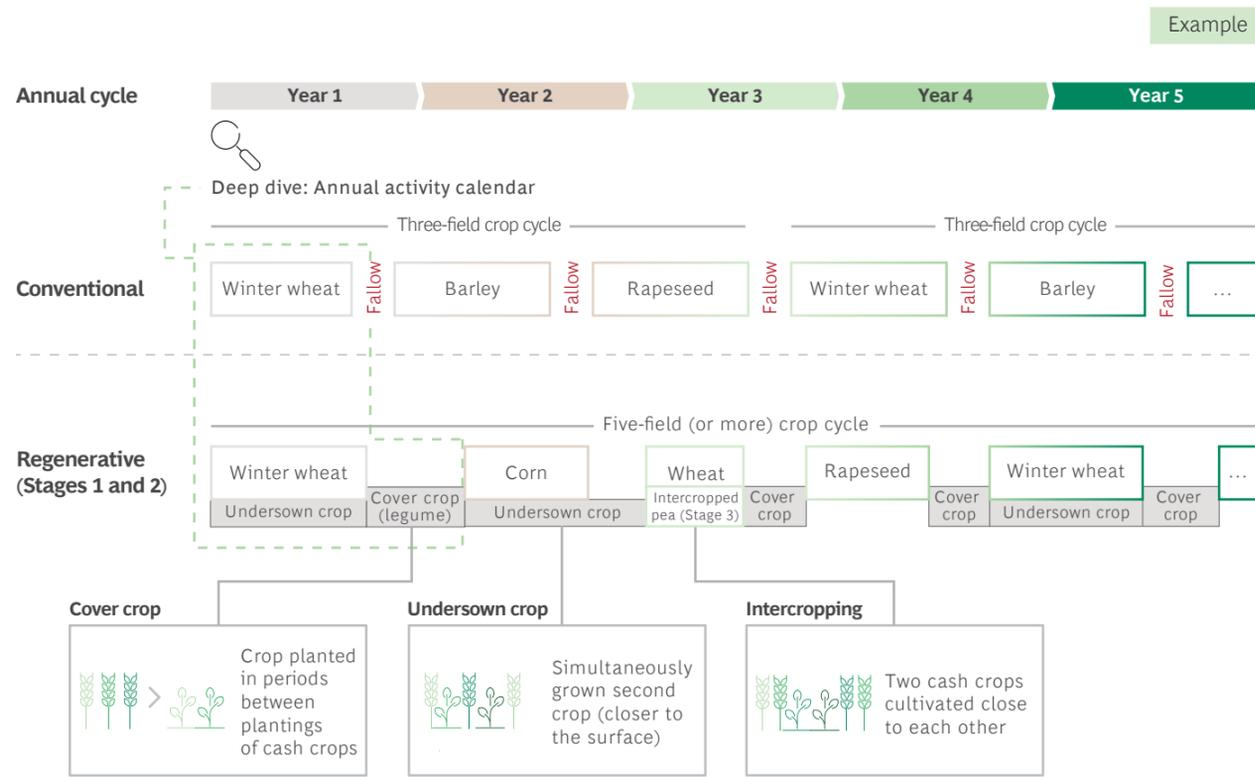 Example
Annual cycle
Year 1
Year 2
Year 3
Year 4
Year 5
Deep dive: Annual activity calendar
Three-field crop cycle
Three-field crop cycle
Conventional
Winter wheat
Fallow
Barley
Fallow
Rapeseed
Fallow
Winter wheat
Fallow
Barley
Fallow
...
Five-field (or more) crop cycle
Regenerative
(Stages 1 and 2)
Winter wheat
Undersown crop
Cover crop
(legume)
Corn
Undersown crop
Wheat
Intercropped
pea (Stage 3)
Cover
crop
Rapeseed
Cover
crop
Winter wheat
Undersown crop
Cover
crop
...
Cover crop
Crop planted
in periods
between
plantings
of cash crops
Undersown crop
Simultaneously
grown second
crop (closer to
the surface)
Intercropping
Two cash crops
cultivated close
to each other